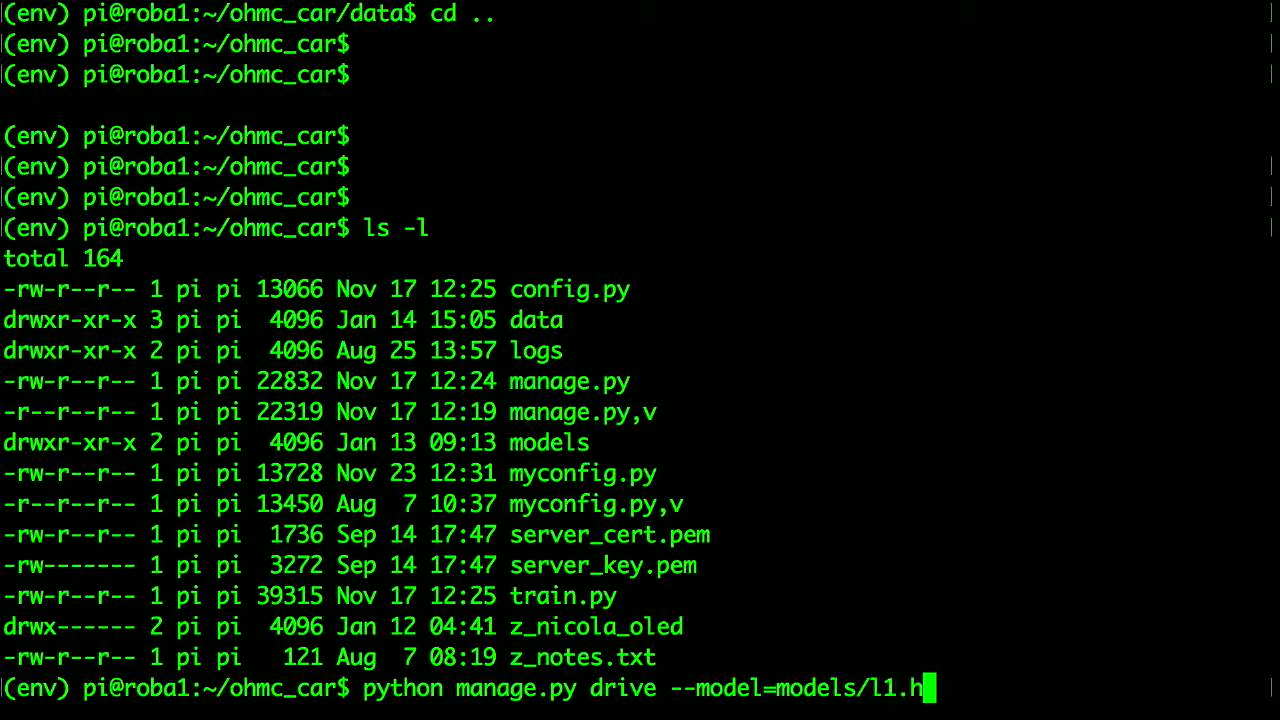 (env) pi@roba1:~/ohmc_car/data$ cd ..
(env) pi@roba1:~/ohmc_car$
(env) pi@roba1:~/ohmc_car$
(env) pi@roba1:~/ohmc_car$
(env) pi@roba1:~/ohmc_car$
(env) pi@roba1:~/ohmc_car$
(env) pi@roba1:~/ohmc_car$ ls -l
total 164
-rw-r--r-- 1 pi pi 13066 Nov 17 12:25 config.py
drwxr-xr-x 3 pi pi  4096 Jan 14 15:05 data
drwxr-xr-x 2 pi pi  4096 Aug 25 13:57 logs
-rw-r--r-- 1 pi pi 22832 Nov 17 12:24 manage.py
-r--r--r-- 1 pi pi 22319 Nov 17 12:19 manage.py,v
drwxr-xr-x 2 pi pi  4096 Jan 13 09:13 models
-rw-r--r-- 1 pi pi 13728 Nov 23 12:31 myconfig.py
-r--r--r-- 1 pi pi 13450 Aug  7 10:37 myconfig.py,v
-rw-r--r-- 1 pi pi  1736 Sep 14 17:47 server_cert.pem
-rw------- 1 pi pi  3272 Sep 14 17:47 server_key.pem
-rw-r--r-- 1 pi pi 39315 Nov 17 12:25 train.py
drwx------ 2 pi pi  4096 Jan 12 04:41 z_nicola_oled
-rw-r--r-- 1 pi pi   121 Aug  7 08:19 z_notes.txt
(env) pi@roba1:~/ohmc_car$ python manage.py drive --model=models/l1.h